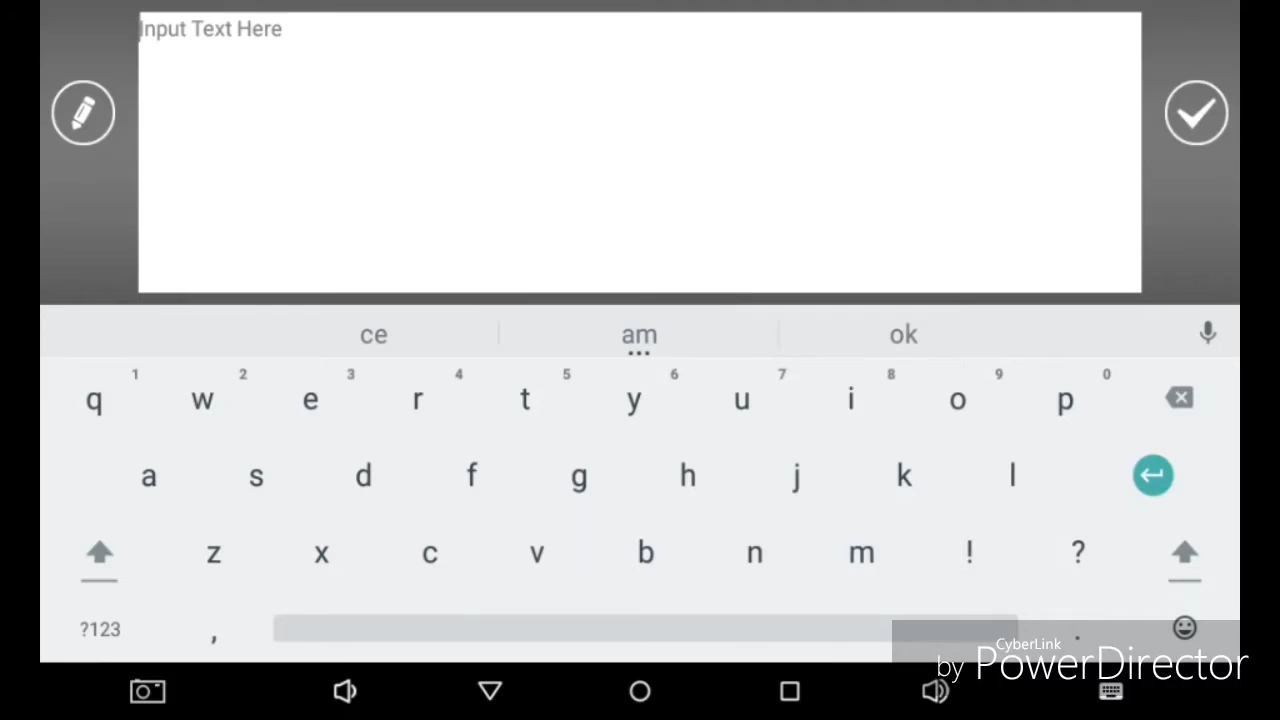 Input Text Here
ce am ok
1 2 3 4 5 6 7 8 9 0
q w e r t y u i o p
a s d f g h j k l
z x c v b n m ! ?
?123 , .
CyberLink
by PowerDirector